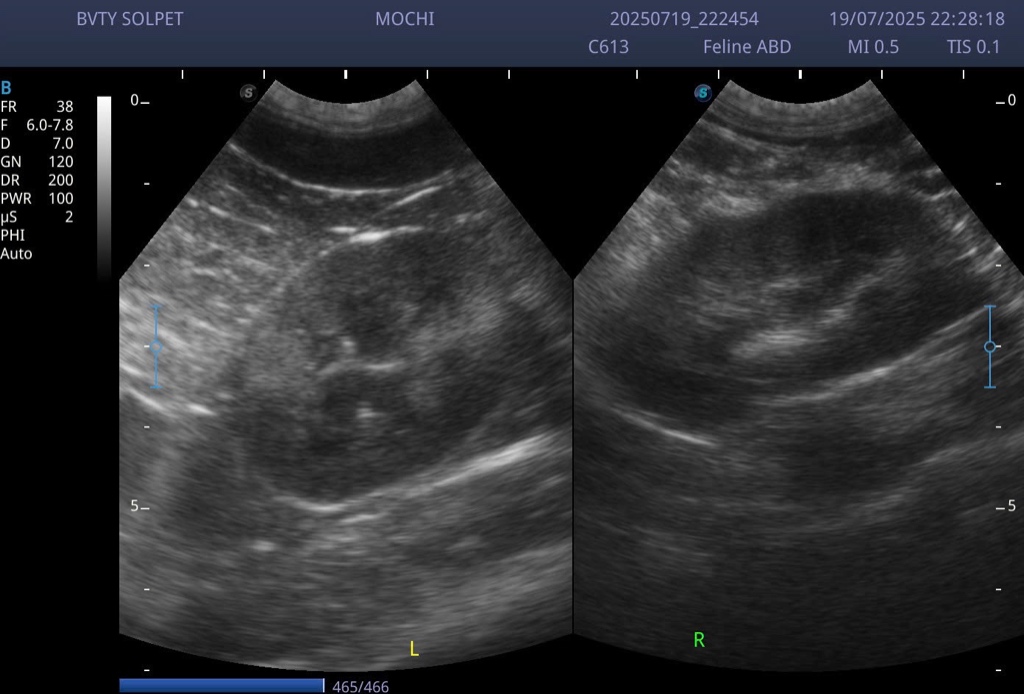 BVTY SOLPET MOCHI 20250719_222454 19/07/2025 22:28:18
C613 Feline ABD MI 0.5 TIS 0.1
B
FR 38
F 6.0-7.8
D 7.0
GN 120
DR 200
PWR 100
µS 2
PHI
Auto
S
S
0
0
5
5
L
R
465/466